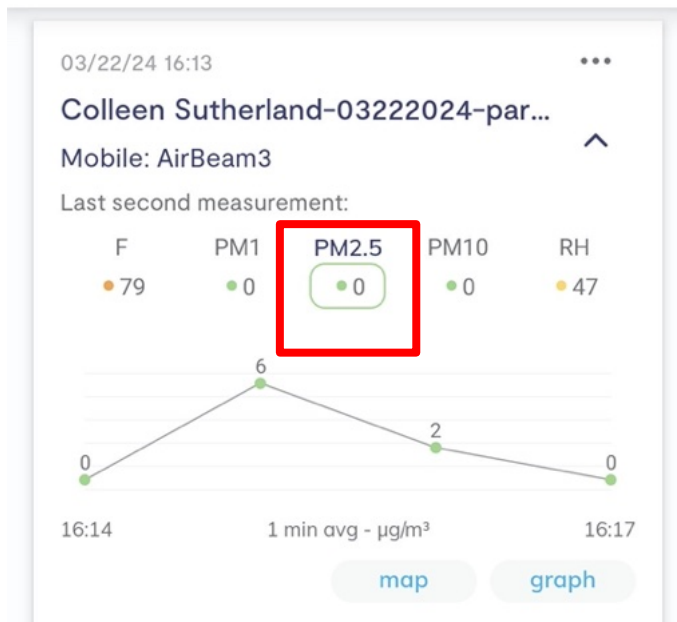 03/22/24 16:13
Colleen Sutherland-03222024-par...
Mobile: AirBeam3
Last second measurement:
F PM1 PM2.5 PM10 RH
79 0 0 0 47
6
2
0 0
16:14 1 min avg - µg/m³ 16:17
map graph